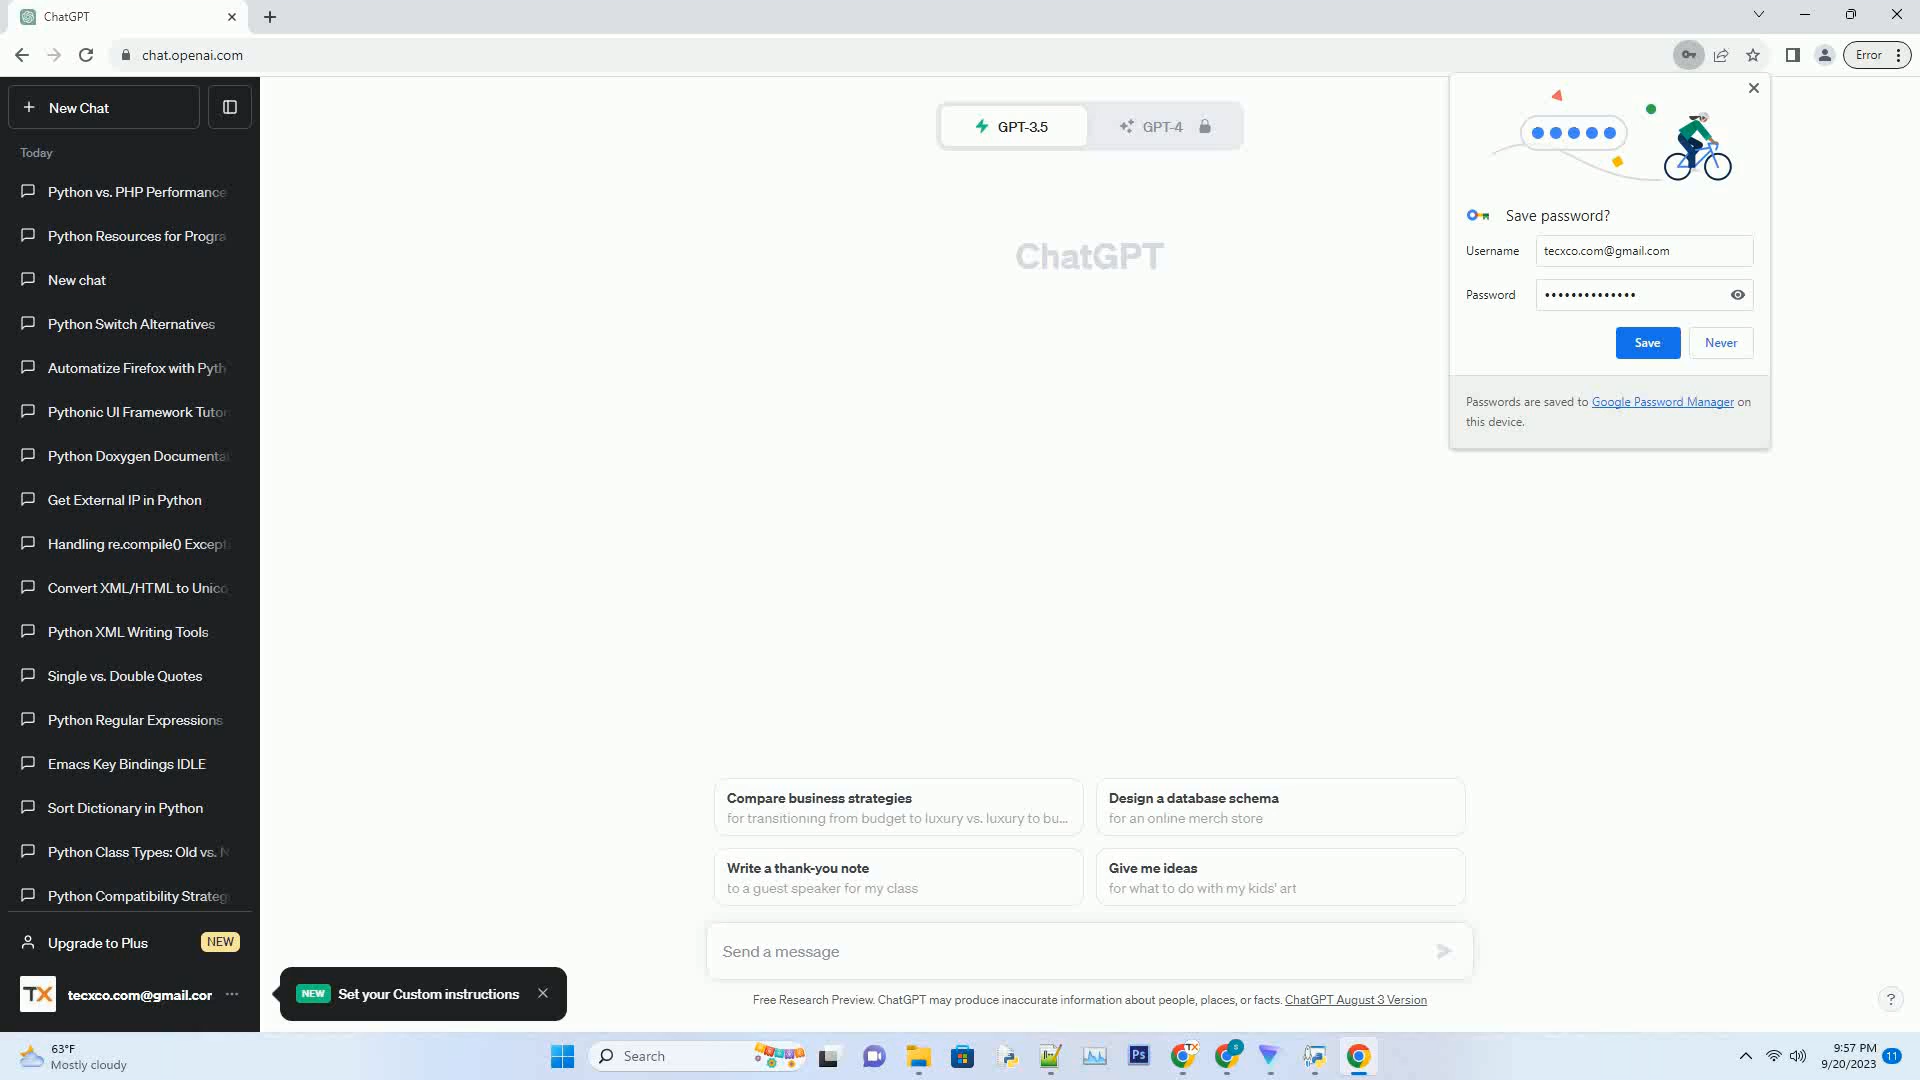 ChatGPT
chat.openai.com
Error
New Chat
Today
Python vs. PHP Performance
Python Resources for Progra
New chat
Python Switch Alternatives
Automatize Firefox with Pyth
Pythonic UI Framework Tutor
Python Doxygen Documenta
Get External IP in Python
Handling re.compile() Excep
Convert XML/HTML to Unico
Python XML Writing Tools
Single vs. Double Quotes
Python Regular Expressions
Emacs Key Bindings IDLE
Sort Dictionary in Python
Python Class Types: Old vs. N
Python Compatibility Strateg
Upgrade to Plus NEW
TX tecxco.com@gmail.cor
GPT-3.5 GPT-4
ChatGPT
Save password?
Username tecxco.com@gmail.com
Password ••••••••••••••
Save Never
Passwords are saved to Google Password Manager on
this device.
Compare business strategies
for transitioning from budget to luxury vs. luxury to bu...
Design a database schema
for an online merch store
Write a thank-you note
to a guest speaker for my class
Give me ideas
for what to do with my kids' art
Send a message
NEW Set your Custom instructions
Free Research Preview. ChatGPT may produce inaccurate information about people, places, or facts. ChatGPT August 3 Version
?
63°F
Mostly cloudy
Search
Ps
TX
S
9:57 PM
9/20/2023
11